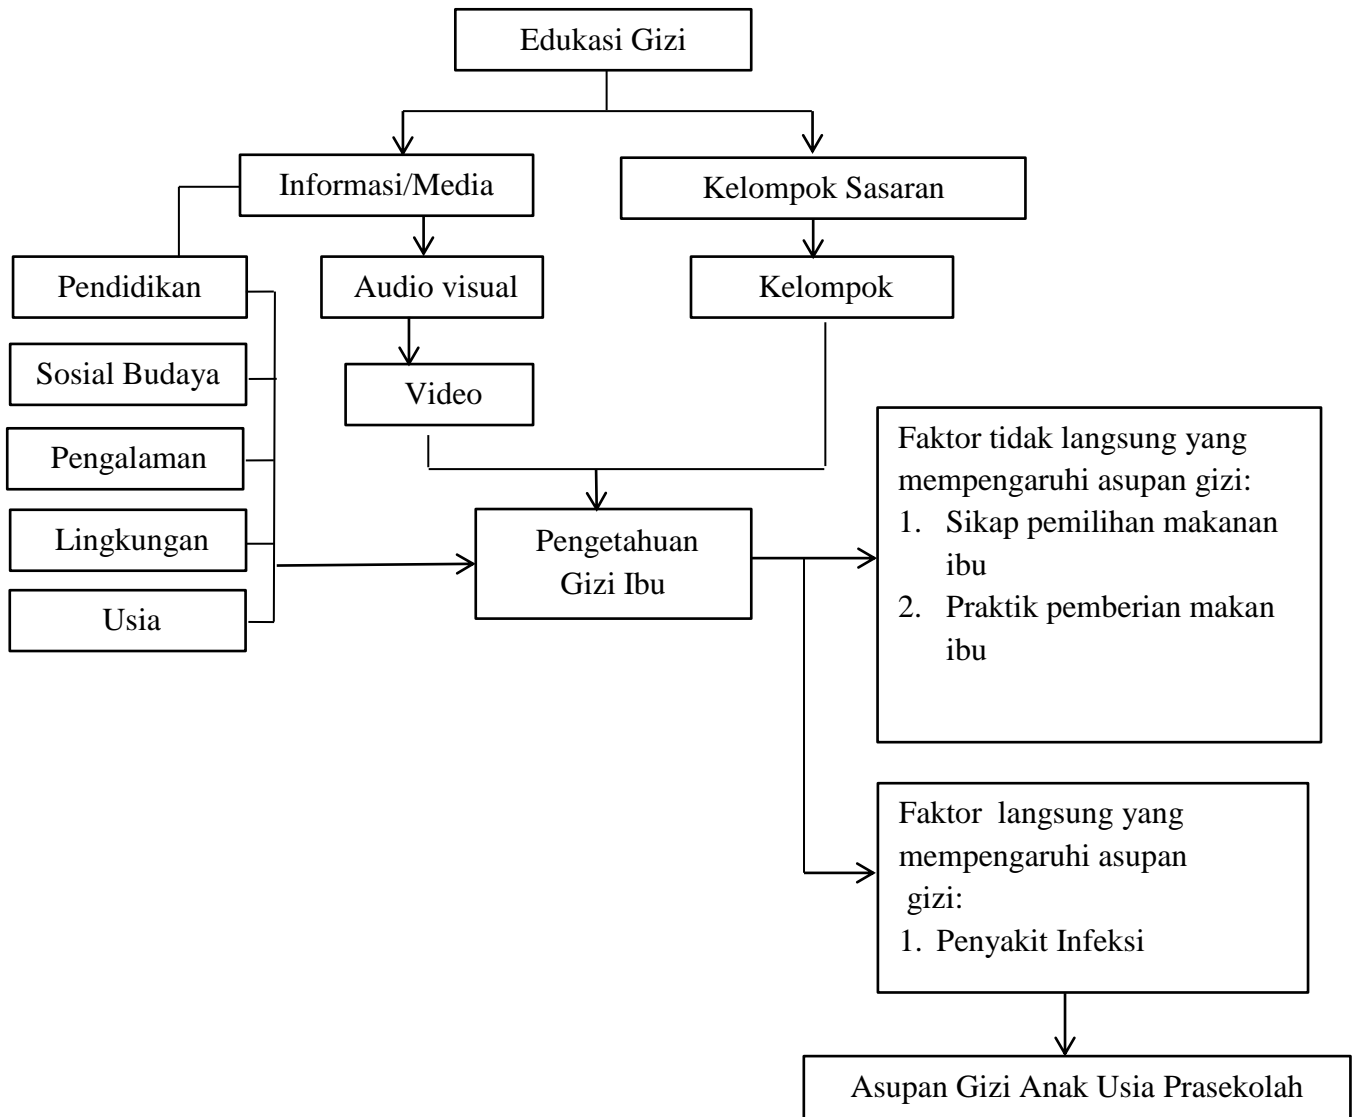 Edukasi Gizi
Informasi/Media
Kelompok Sasaran
Pendidikan
Audio visual
Kelompok
Sosial Budaya
Video
Pengalaman
Lingkungan
Usia
Pengetahuan
Gizi Ibu
Faktor tidak langsung yang
mempengaruhi asupan gizi:
1. Sikap pemilihan makanan
ibu
2. Praktik pemberian makan
ibu
Faktor langsung yang
mempengaruhi asupan
gizi:
1. Penyakit Infeksi
Asupan Gizi Anak Usia Prasekolah